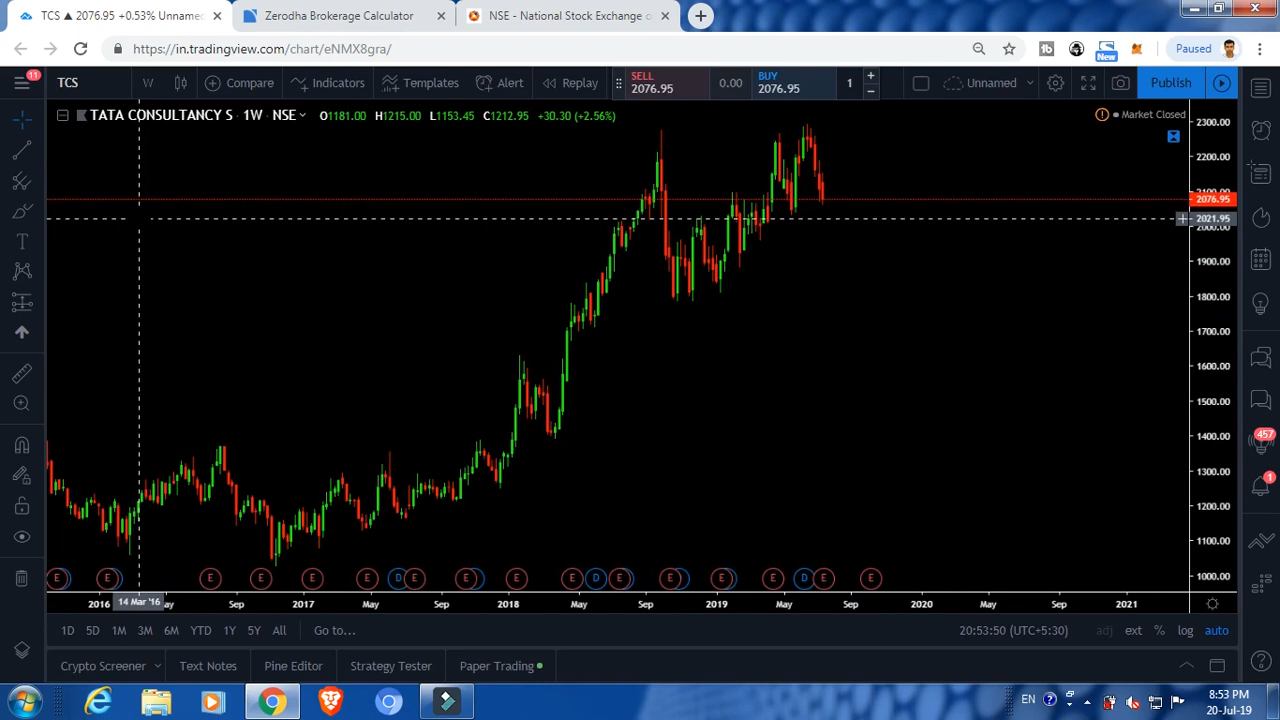 TCS ▲ 2076.95 +0.53% Unnamed
Zerodha Brokerage Calculator
NSE - National Stock Exchange o
https://in.tradingview.com/chart/eNMX8gra/
New
Paused
11
TCS
W
Compare
Indicators
Templates
Alert
Replay
SELL
2076.95
0.00
BUY
2076.95
1
Unnamed
Publish
TATA CONSULTANCY S 1W NSE O1181.00 H1215.00 L1153.45 C1212.95 +30.30 (+2.56%)
Market Closed
2300.00
2200.00
2100.00
2076.95
2021.95
2000.00
1900.00
1800.00
1700.00
1600.00
1500.00
1400.00
1300.00
1200.00
1100.00
1000.00
457
1
E E E E E E D E E E E D E E E E D E E
2016 14 Mar '16 ay Sep 2017 May Sep 2018 May Sep 2019 May Sep 2020 May Sep 2021
1D 5D 1M 3M 6M YTD 1Y 5Y All Go to...
20:53:50 (UTC+5:30) adj ext % log auto
Crypto Screener Text Notes Pine Editor Strategy Tester Paper Trading
EN
8:53 PM
20-Jul-19